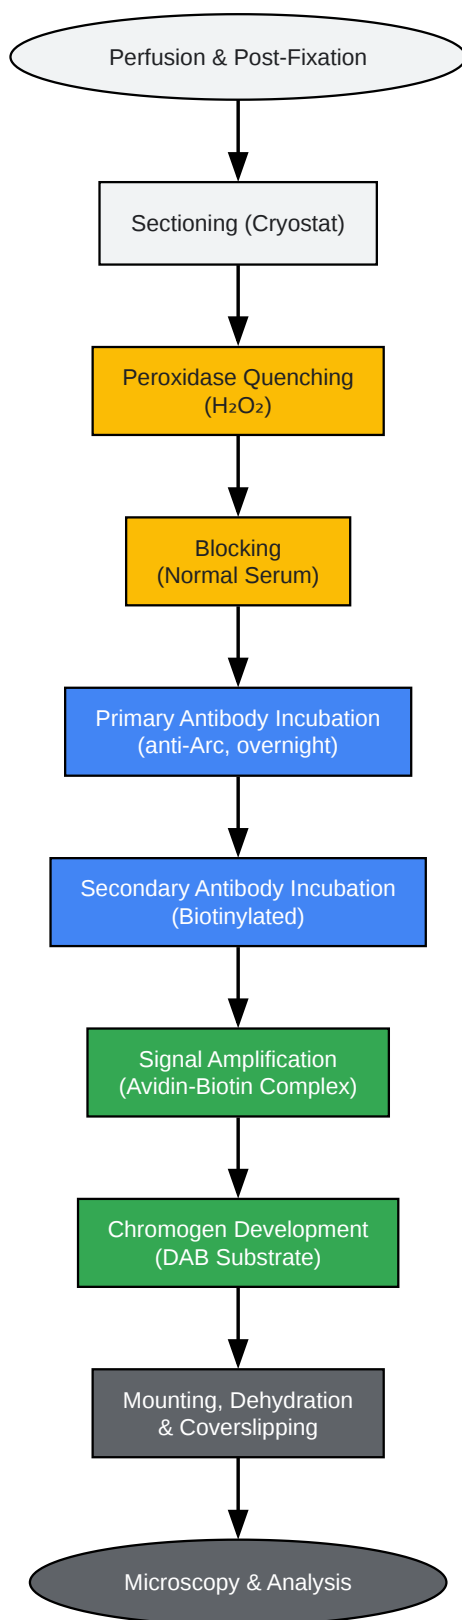 Perfusion & Post-Fixation
Sectioning (Cryostat)
Peroxidase Quenching
(H₂O₂)
Blocking
(Normal Serum)
Primary Antibody Incubation
(anti-Arc, overnight)
Secondary Antibody Incubation
(Biotinylated)
Signal Amplification
(Avidin-Biotin Complex)
Chromogen Development
(DAB Substrate)
Mounting, Dehydration
& Coverslipping
Microscopy & Analysis